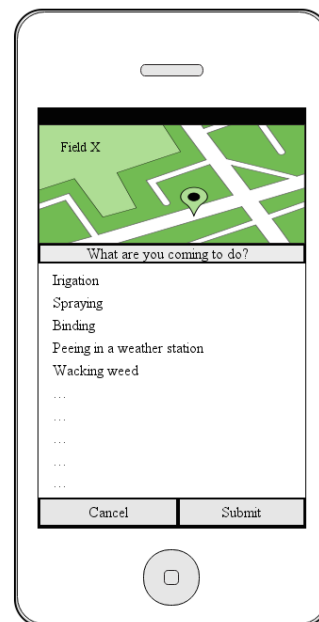 Field X
What are you coming to do?
Irigation
Spraying
Binding
Peeing in a weather station
Wacking weed
...
...
...
...
...
Cancel Submit